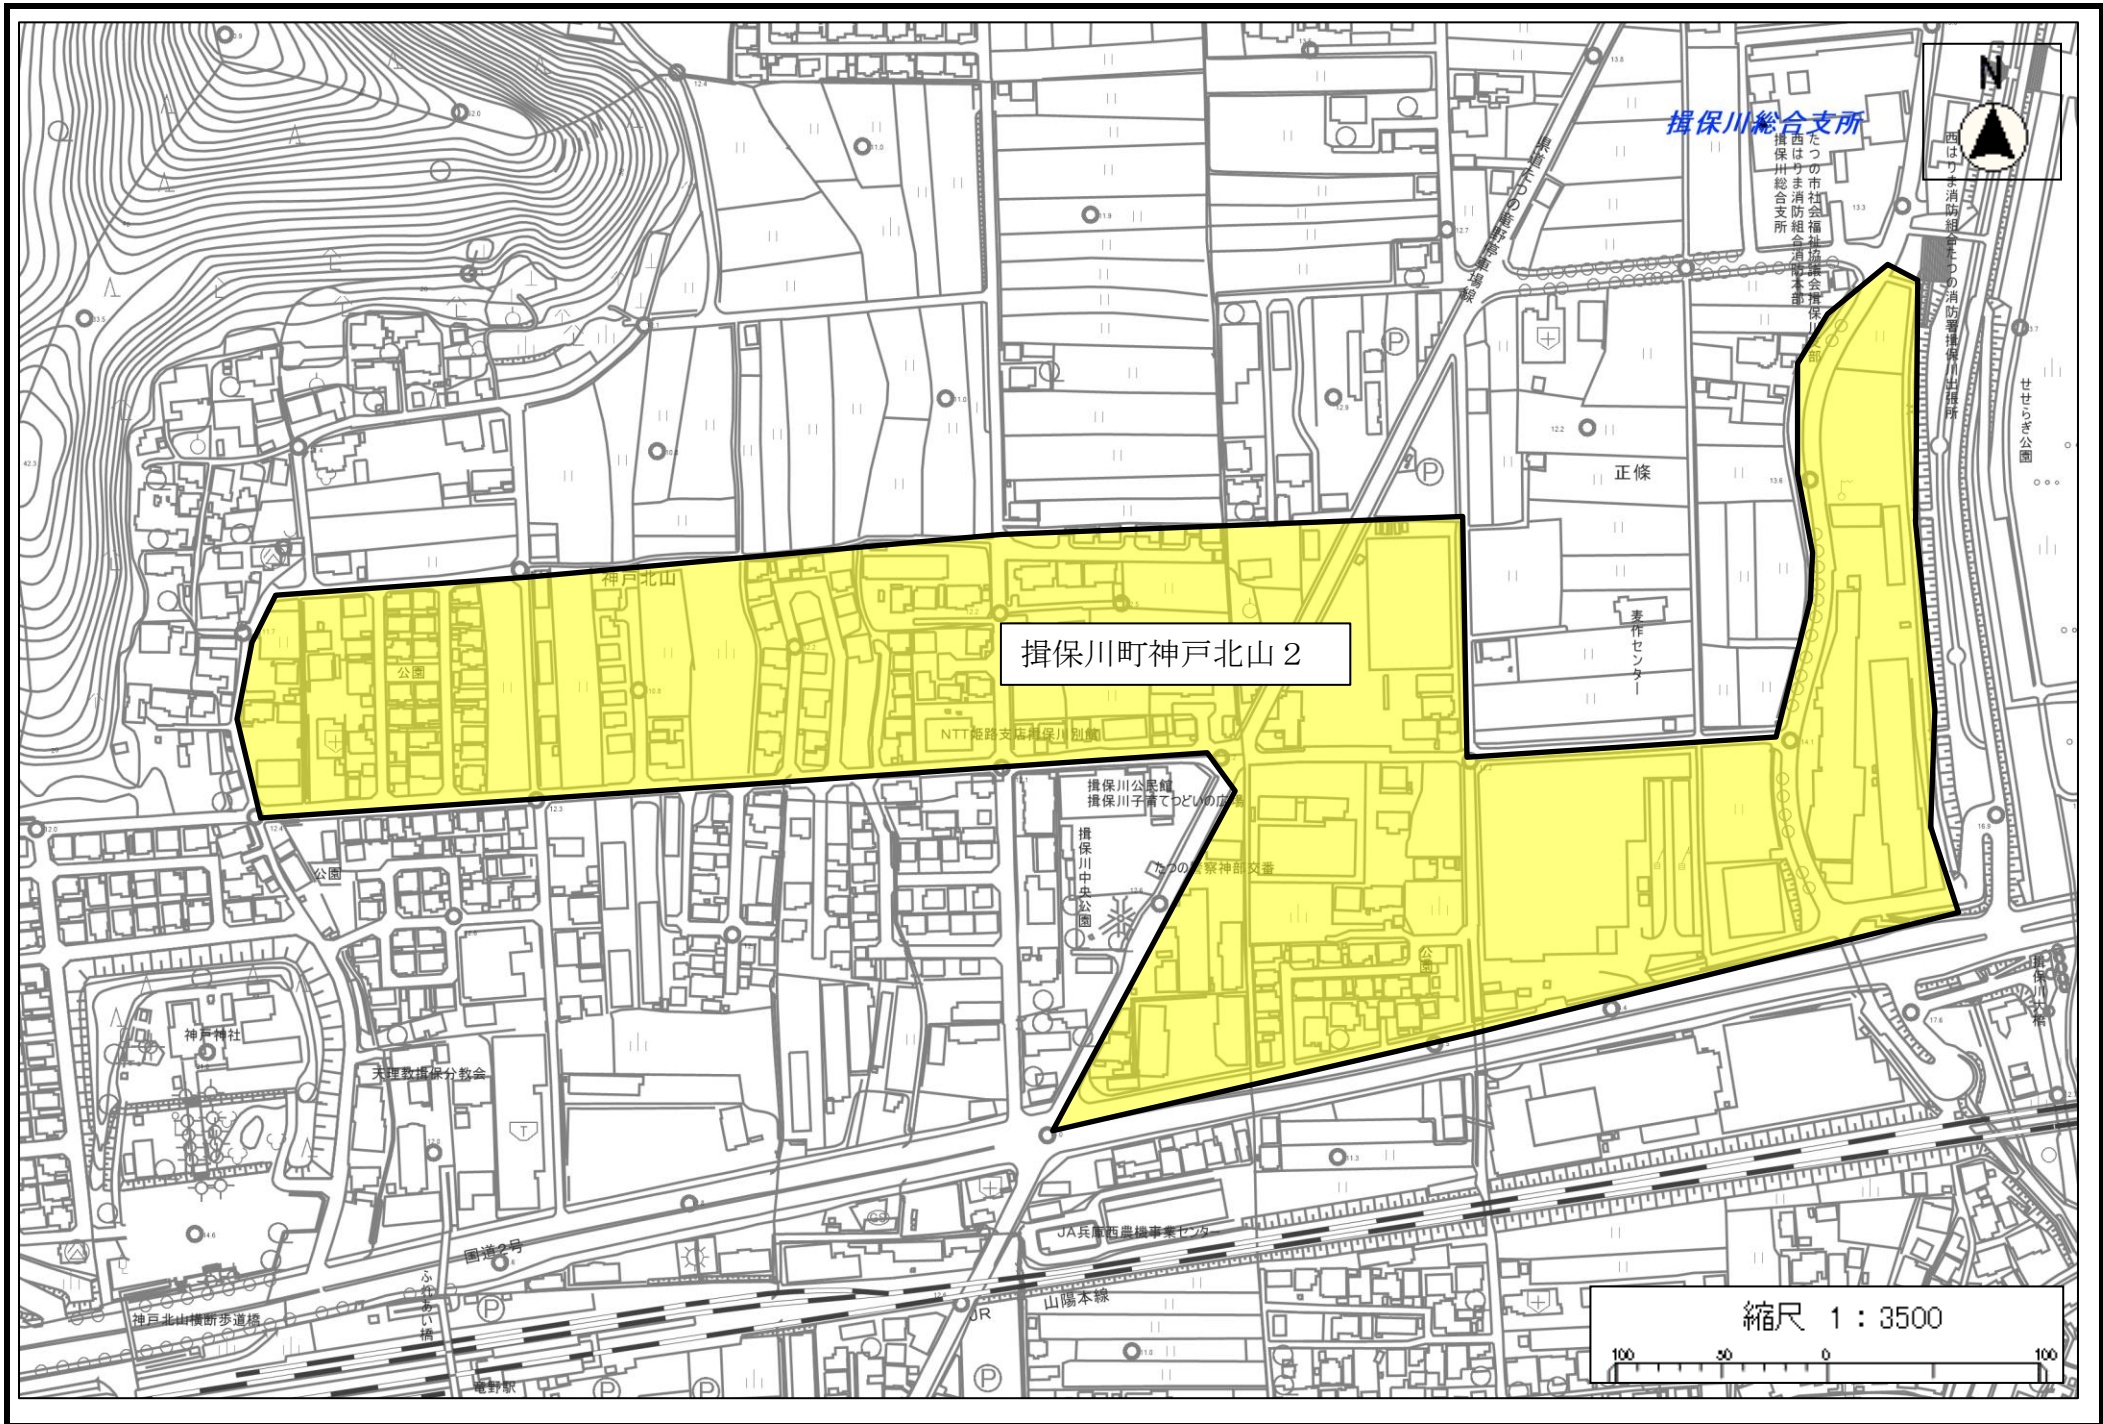 N
揖保川総合支所
たつの市社会福祉協議会揖保川支部
西はりま消防組合消防本部
揖保川総合支所
西はりま消防組合たつの消防署揖保川出張所
県道たつの竜野停車場線
せせらぎ公園
正條
神戸北山
麦作センター
揖保川町神戸北山2
公園
NTT姫路支店揖保川別館
揖保川公民館
揖保川子育てつどいの広場
揖保川中央公園
たつの警察神部交番
公園
公園
揖保川大橋
神戸神社
天理教揖保分教会
JA兵庫西農機事業センター
国道2号
ふれあい橋
山陽本線
JR
神戸北山横断歩道橋
竜野駅
縮尺 1：3500
100 50 0 100